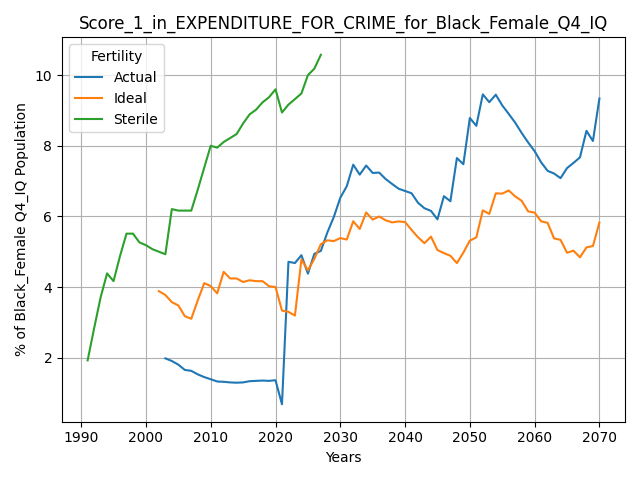 Score_1_in_EXPENDITURE_FOR_CRIME_for_Black_Female_Q4_IQ
Fertility
Actual
Ideal
Sterile
% of Black_Female Q4_IQ Population
10
8
6
4
2
1990 2000 2010 2020 2030 2040 2050 2060 2070
Years